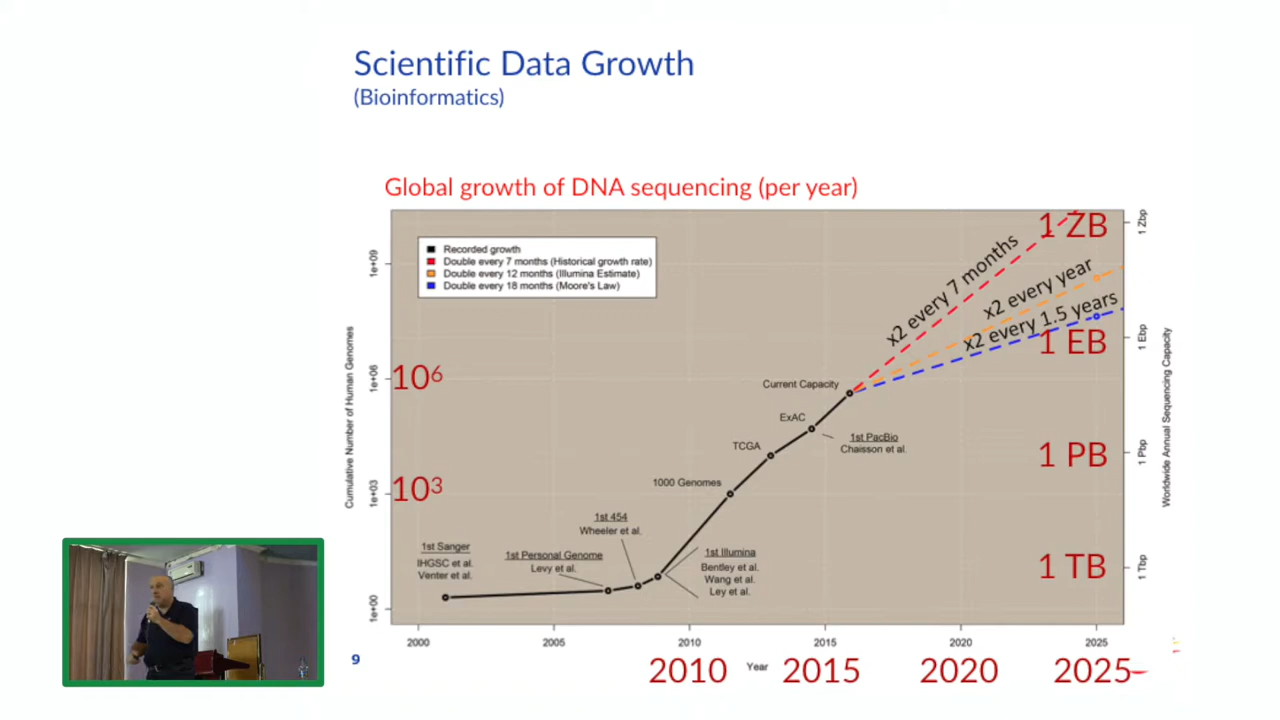 Scientific Data Growth
(Bioinformatics)
Global growth of DNA sequencing (per year)
Recorded growth
Double every 7 months (Historical growth rate)
Double every 12 months (Illumina Estimate)
Double every 18 months (Moore's Law)
x2 every 7 months
x2 every year
x2 every 1.5 years
1 ZB
1 EB
1 PB
1 TB
1 Zbp
1 Ebp
1 Pbp
1 Tbp
Worldwide Annual Sequencing Capacity
Cumulative Number of Human Genomes
1e+09
1e+06
1e+03
1e+00
10⁶
10³
Current Capacity
ExAC
1st PacBio
Chaisson et al.
TCGA
1000 Genomes
1st 454
Wheeler et al.
1st Sanger
IHGSC et al.
Venter et al.
1st Personal Genome
Levy et al.
1st Illumina
Bentley et al.
Wang et al.
Ley et al.
2000 2005 2010 2015 2020 2025
Year
2010 2015 2020 2025
9